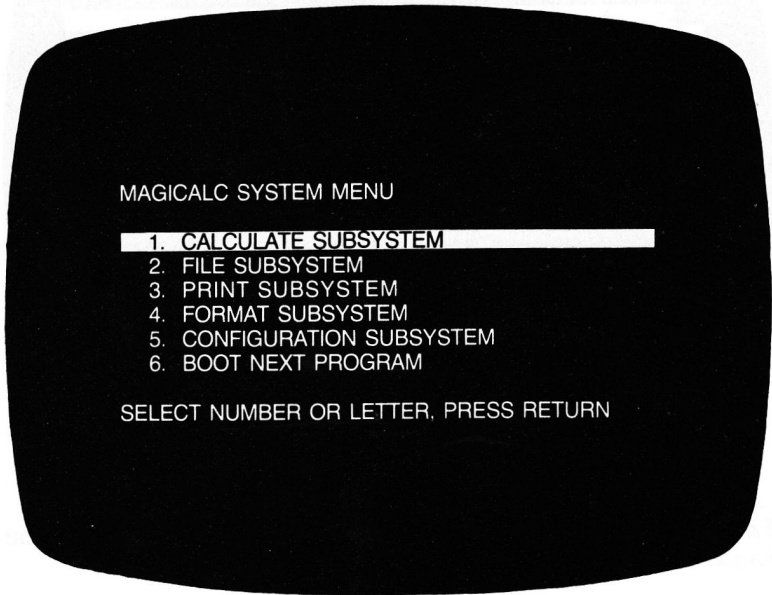 MAGICALC SYSTEM MENU
1. CALCULATE SUBSYSTEM
2. FILE SUBSYSTEM
3. PRINT SUBSYSTEM
4. FORMAT SUBSYSTEM
5. CONFIGURATION SUBSYSTEM
6. BOOT NEXT PROGRAM
SELECT NUMBER OR LETTER, PRESS RETURN